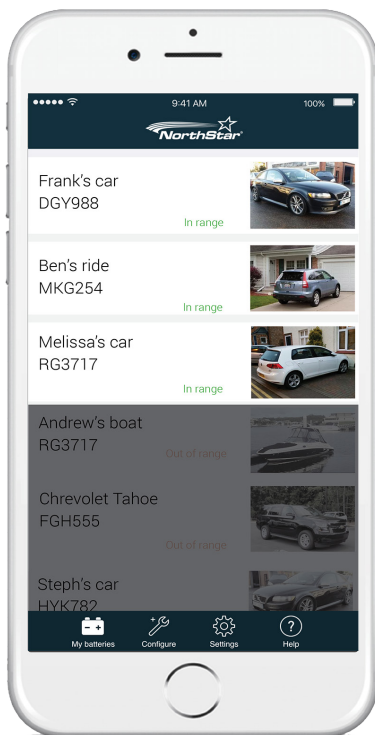 9:41 AM
100%
NorthStar
Frank's car
DGY988
In range
Ben's ride
MKG254
In range
Melissa's car
RG3717
In range
Andrew's boat
RG3717
Out of range
Chrevolet Tahoe
FGH555
Out of range
Steph's car
HYK782
My batteries
Configure
Settings
Help